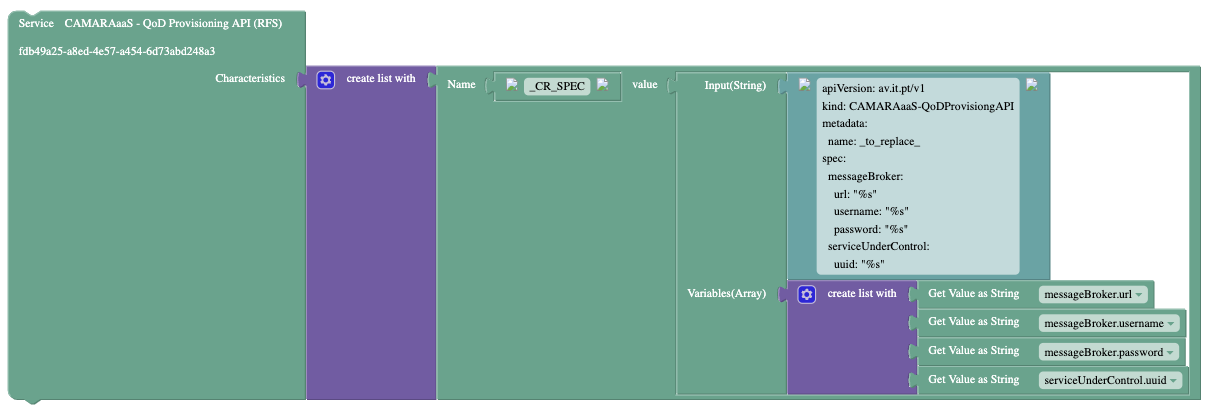 Service CAMARAaaS - QoD Provisioning API (RFS)
fdb49a25-a8ed-4e57-a454-6d73abd248a3
Characteristics
create list with
Name
_CR_SPEC
value
Input(String)
apiVersion: av.it.pt/v1
kind: CAMARAaaS-QoDProvisiongAPI
metadata:
name: _to_replace_
spec:
messageBroker:
url: "%s"
username: "%s"
password: "%s"
serviceUnderControl:
uuid: "%s"
Variables(Array)
create list with
Get Value as String messageBroker.url
Get Value as String messageBroker.username
Get Value as String messageBroker.password
Get Value as String serviceUnderControl.uuid